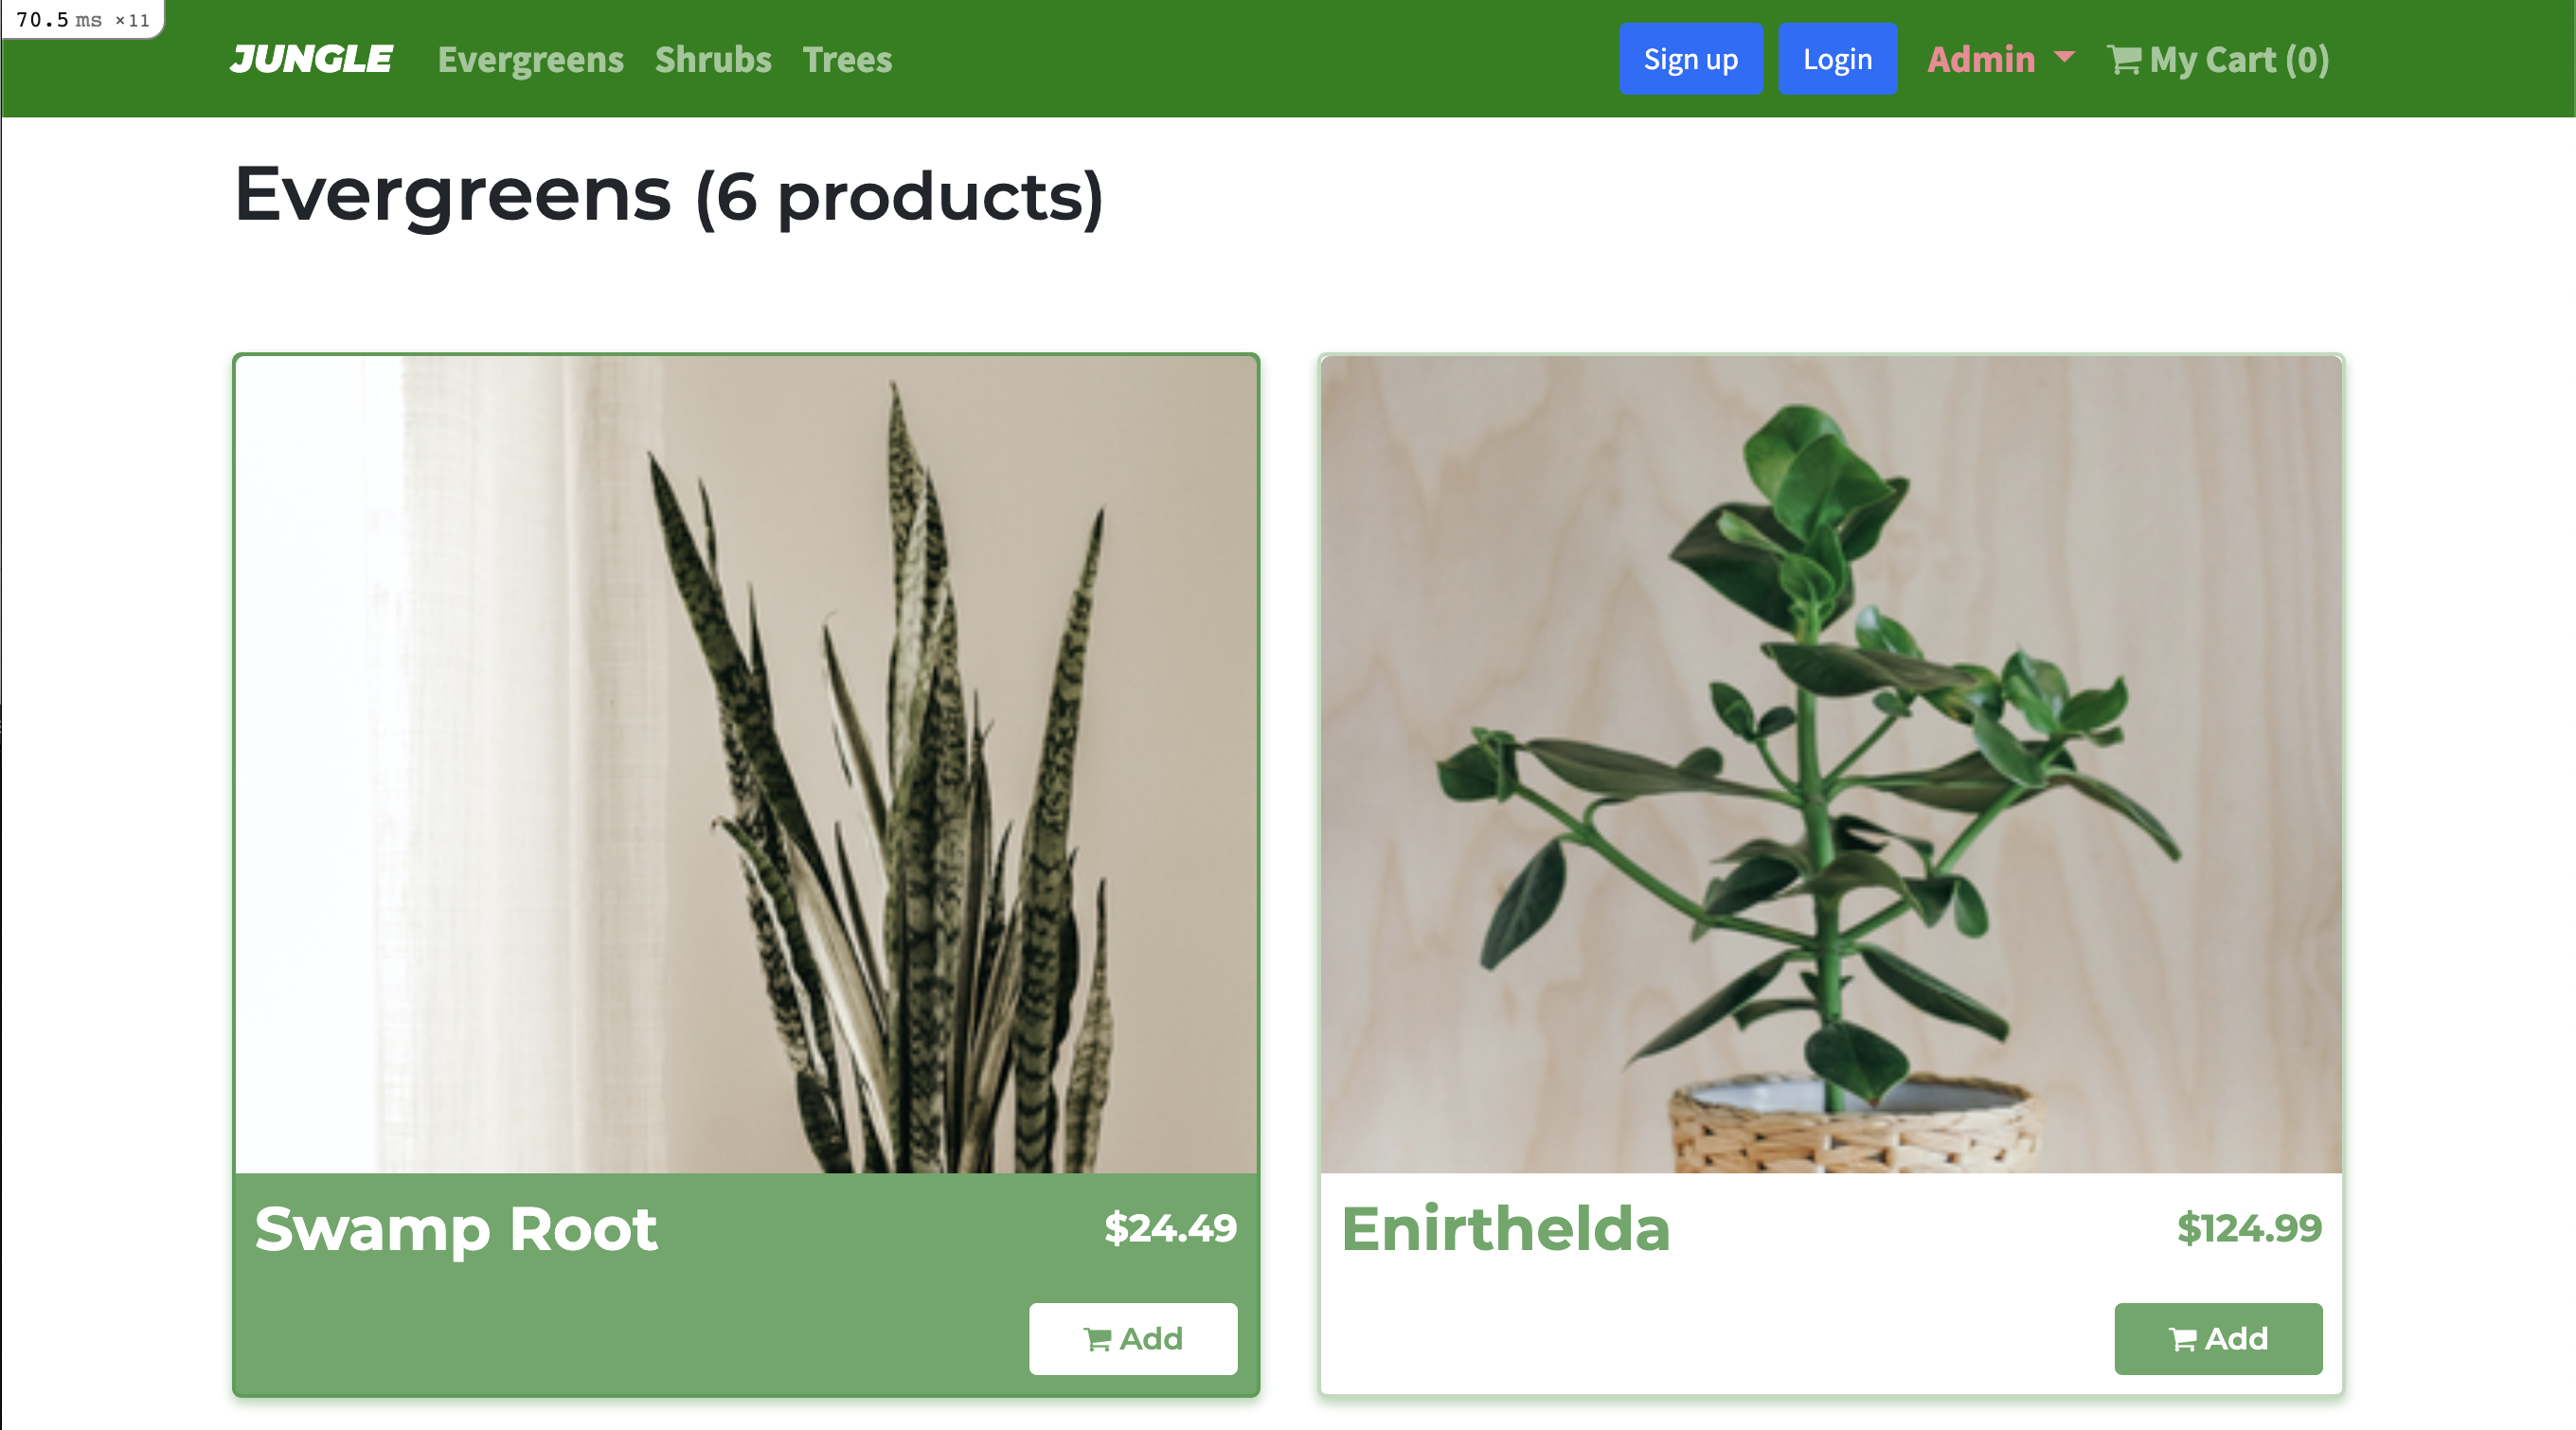 70.5 ms ×11
JUNGLE Evergreens Shrubs Trees Sign up Login Admin My Cart (0)
Evergreens (6 products)
Swamp Root $24.49
Add
Enirthelda $124.99
Add